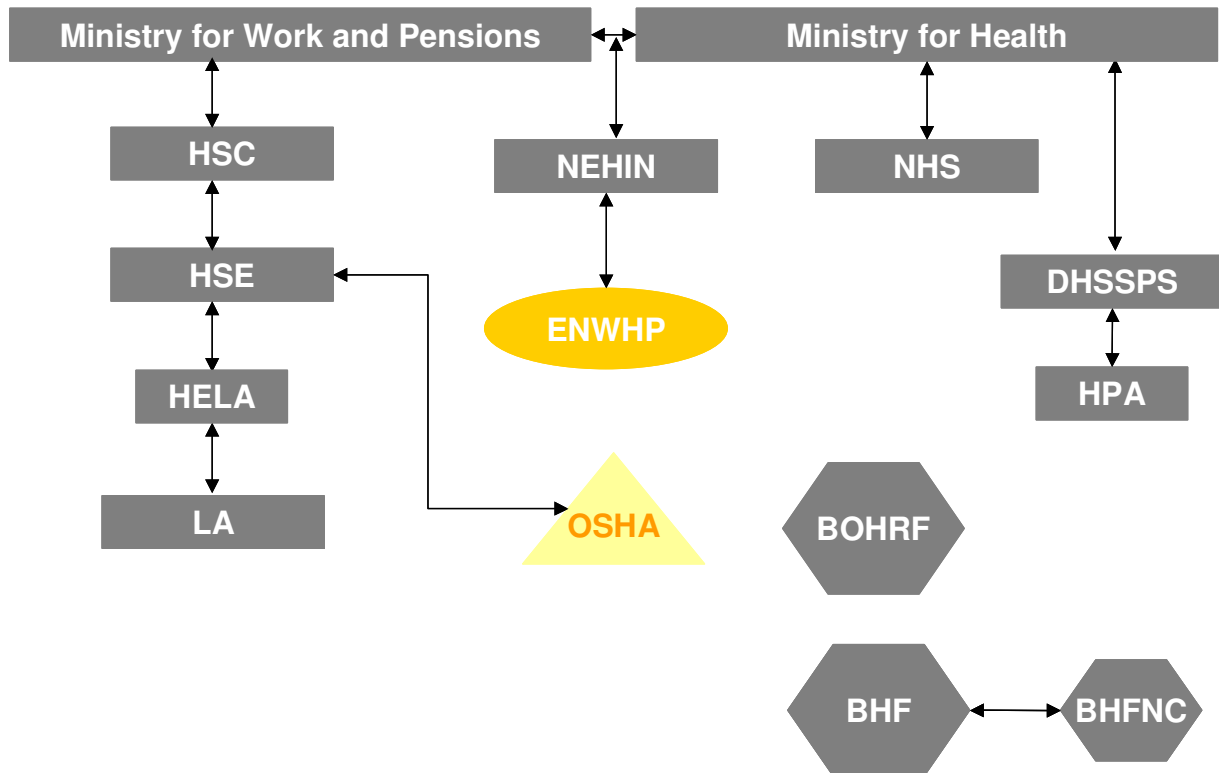 Ministry for Work and Pensions
Ministry for Health
HSC
NEHIN
NHS
HSE
DHSSPS
ENWHP
HELA
HPA
LA
OSHA
BOHRF
BHF
BHFNC